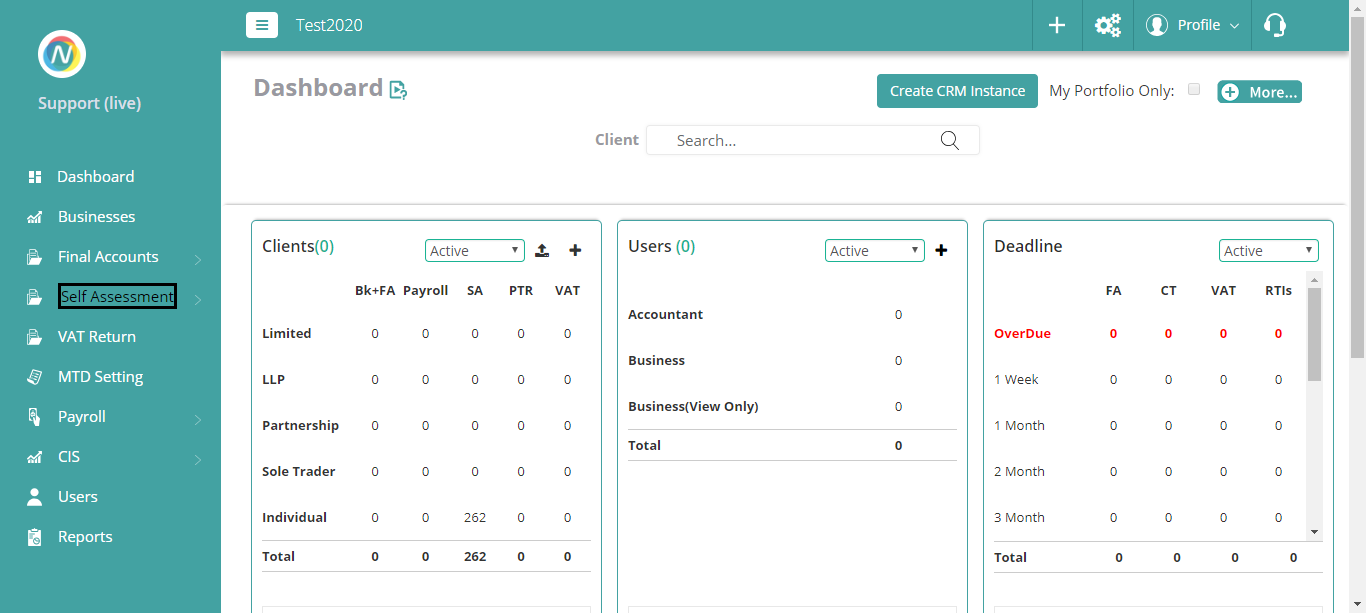 Test2020
Profile
N
Support (live)
Dashboard
Businesses
Final Accounts
Self Assessment
VAT Return
MTD Setting
Payroll
CIS
Users
Reports
Dashboard
Create CRM Instance My Portfolio Only: More...
Client Search...
Clients(0) Active
Bk+FA Payroll SA PTR VAT
Limited 0 0 0 0 0
LLP 0 0 0 0 0
Partnership 0 0 0 0 0
Sole Trader 0 0 0 0 0
Individual 0 0 262 0 0
Total 0 0 262 0 0
Users (0) Active
Accountant 0
Business 0
Business(View Only) 0
Total 0
Deadline Active
FA CT VAT RTIs
OverDue 0 0 0 0
1 Week 0 0 0 0
1 Month 0 0 0 0
2 Month 0 0 0 0
3 Month 0 0 0 0
Total 0 0 0 0